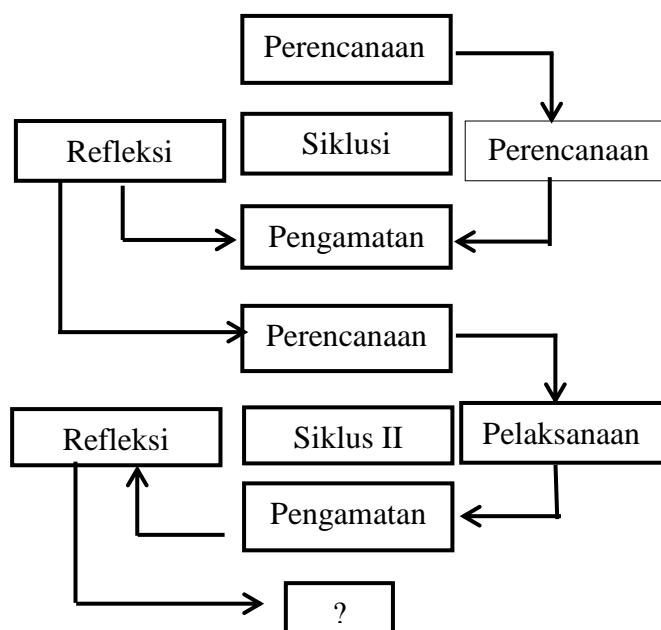 Perencanaan
Refleksi
Siklusi
Perencanaan
Pengamatan
Perencanaan
Refleksi
Siklus II
Pelaksanaan
Pengamatan
?